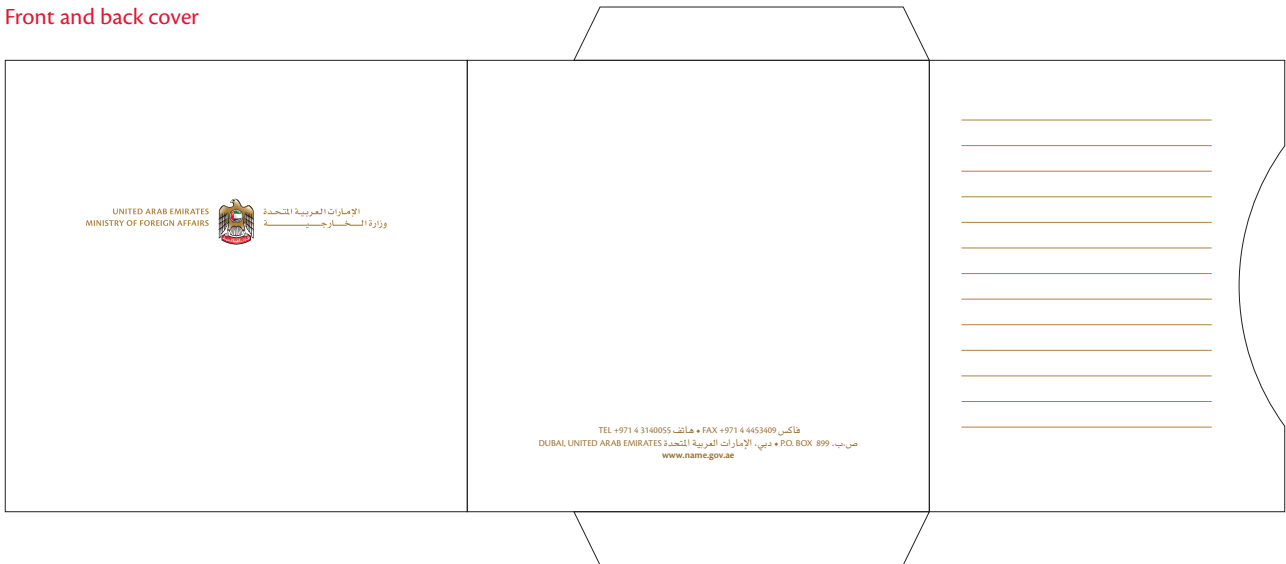 Front and back cover
UNITED ARAB EMIRATES
MINISTRY OF FOREIGN AFFAIRS
الإمارات العربية المتحدة
وزارة الخارجية
TEL +971 4 3140055 هاتف • FAX +971 4 4453409 فاكس
DUBAI, UNITED ARAB EMIRATES دبي، الإمارات العربية المتحدة • P.O. BOX 899 ص.ب.
www.name.gov.ae